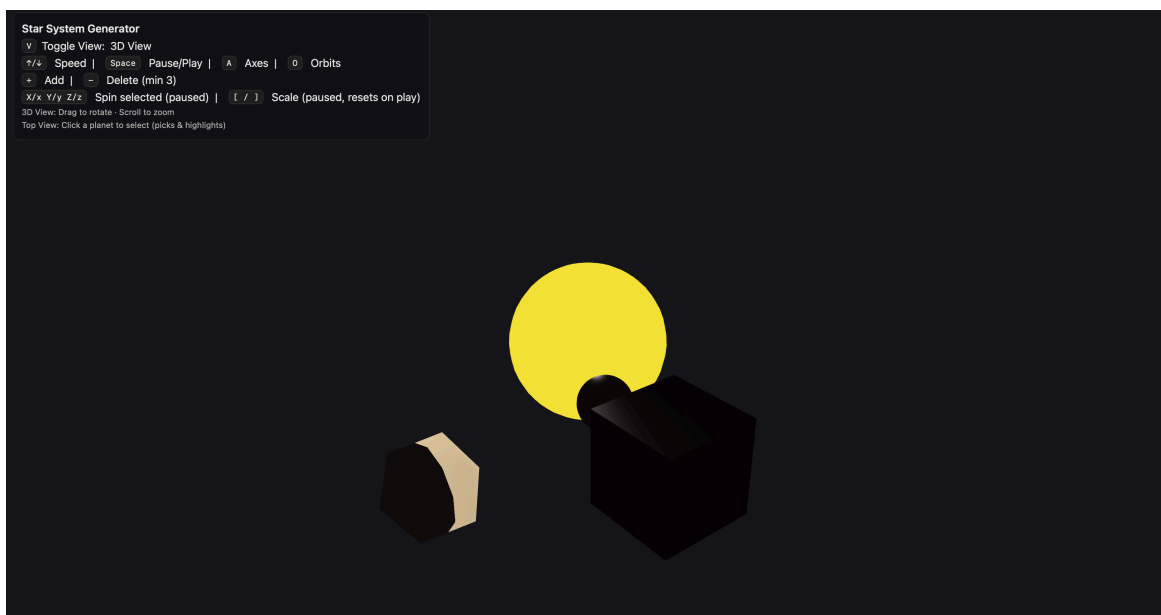 Star System Generator
V Toggle View: 3D View
↑/↓ Speed | Space Pause/Play | A Axes | O Orbits
+ Add | − Delete (min 3)
X/x Y/y Z/z Spin selected (paused) | [ / ] Scale (paused, resets on play)
3D View: Drag to rotate · Scroll to zoom
Top View: Click a planet to select (picks & highlights)